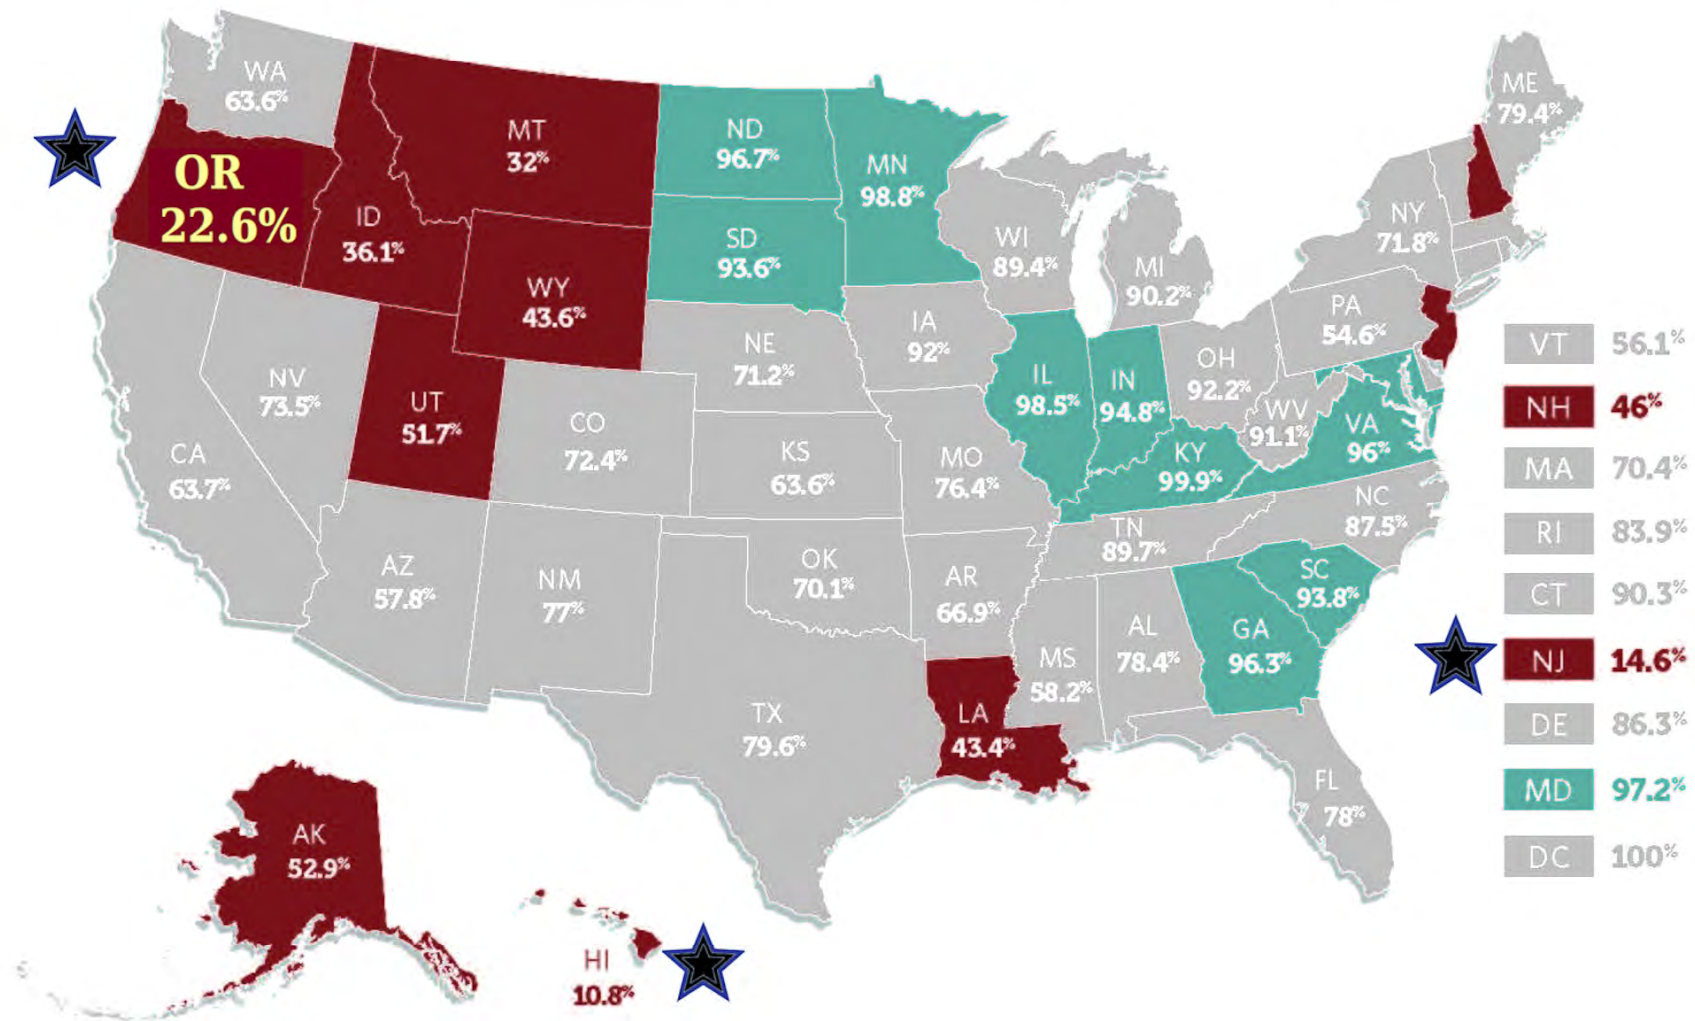 WA
63.6%
OR
22.6%
MT
32%
ID
36.1%
WY
43.6%
ND
96.7%
SD
93.6%
MN
98.8%
WI
89.4%
MI
90.2%
ME
79.4%
NY
71.8%
PA
54.6%
NE
71.2%
IA
92%
IL
98.5%
IN
94.8%
OH
92.2%
WV
91.1%
VA
96%
KY
99.9%
NV
73.5%
UT
51.7%
CO
72.4%
KS
63.6%
MO
76.4%
CA
63.7%
AZ
57.8%
NM
77%
OK
70.1%
AR
66.9%
TN
89.7%
NC
87.5%
SC
93.8%
GA
96.3%
AL
78.4%
MS
58.2%
LA
43.4%
TX
79.6%
FL
78%
AK
52.9%
HI
10.8%
VT 56.1%
NH 46%
MA 70.4%
RI 83.9%
CT 90.3%
NJ 14.6%
DE 86.3%
MD 97.2%
DC 100%